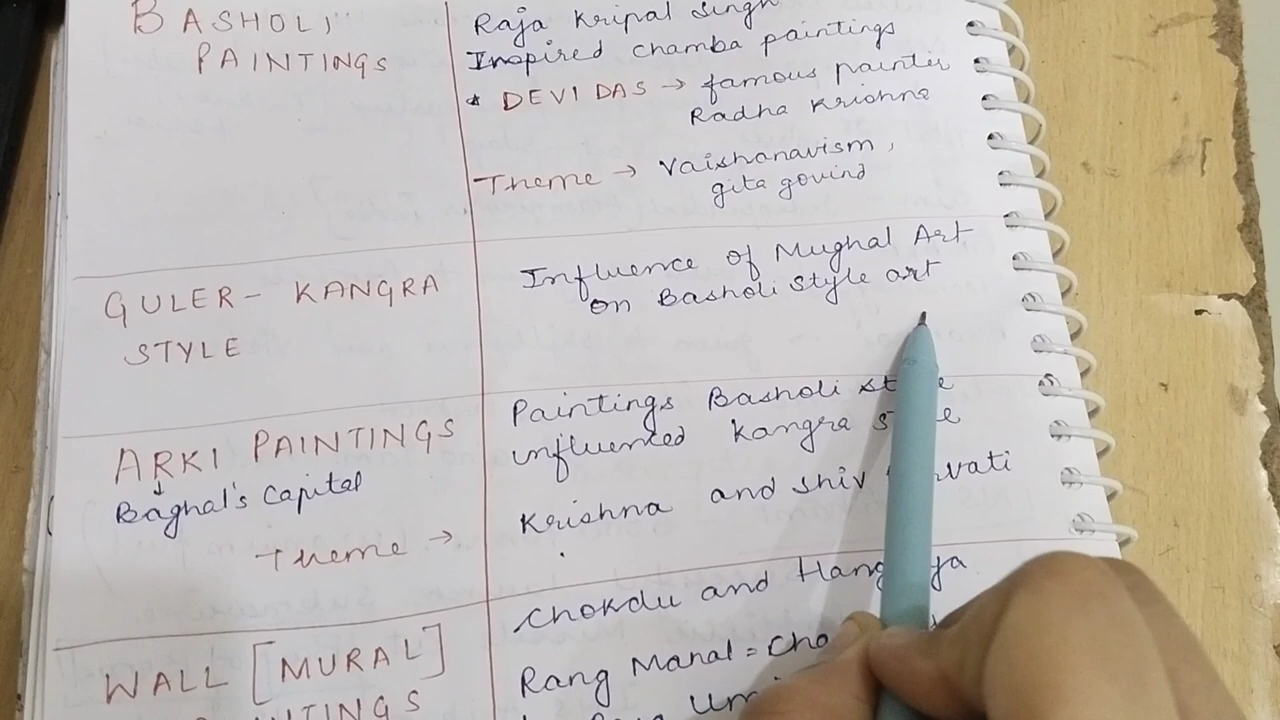 BASHOLI
PAINTINGS
Raja Kripal Singh
Inspired chamba paintings
* DEVIDAS → famous painter
Radha Krishna
Theme → Vaishanavism,
gita govind
GULER- KANGRA
STYLE
Influence of Mughal Art
on Basholi style art
ARKI PAINTINGS
↓
Baghal's Capital
Paintings Basholi
influenced Kangra
Theme →
Krishna and Shiv
WALL [MURAL]
Chokdu and
Rang Mahal =